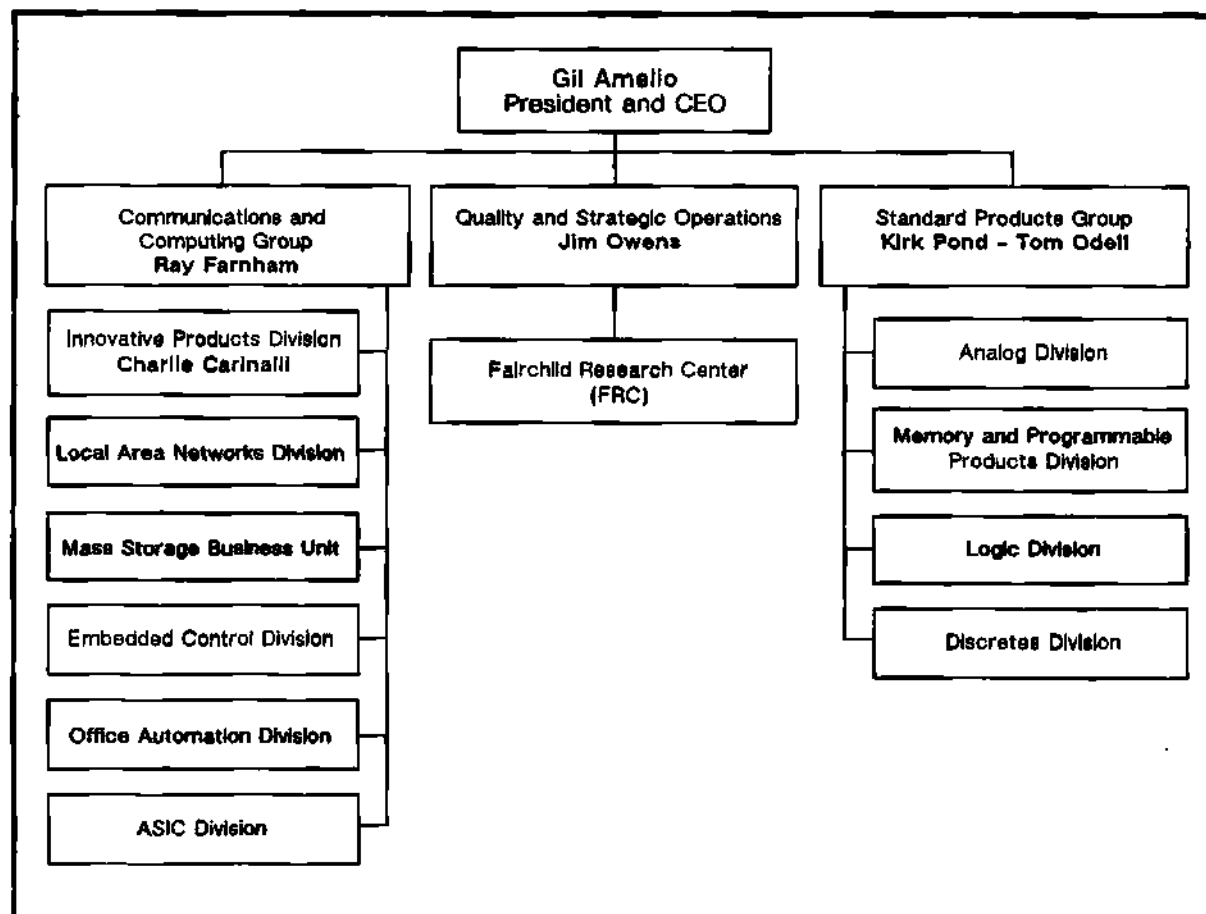 Gil Amelio
President and CEO
Communications and
Computing Group
Ray Farnham
Quality and Strategic Operations
Jim Owens
Standard Products Group
Kirk Pond - Tom Odell
Innovative Products Division
Charlie Carinalli
Local Area Networks Division
Mass Storage Business Unit
Embedded Control Division
Office Automation Division
ASIC Division
Fairchild Research Center
(FRC)
Analog Division
Memory and Programmable
Products Division
Logic Division
Discretes Division